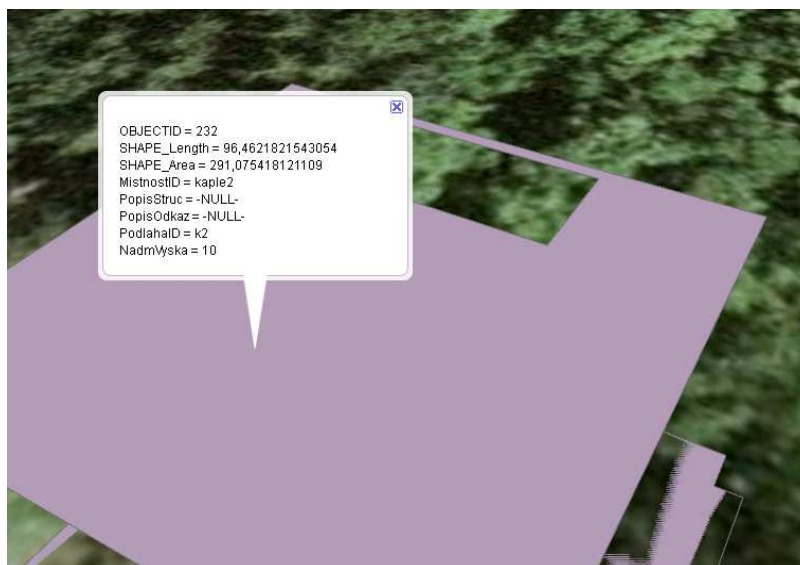 OBJECTID = 232
SHAPE_Length = 96,4621821543054
SHAPE_Area = 291,075418121109
MistnostID = kaple2
PopisStruc = -NULL-
PopisOdkaz = -NULL-
PodlahaID = k2
NadmVyska = 10